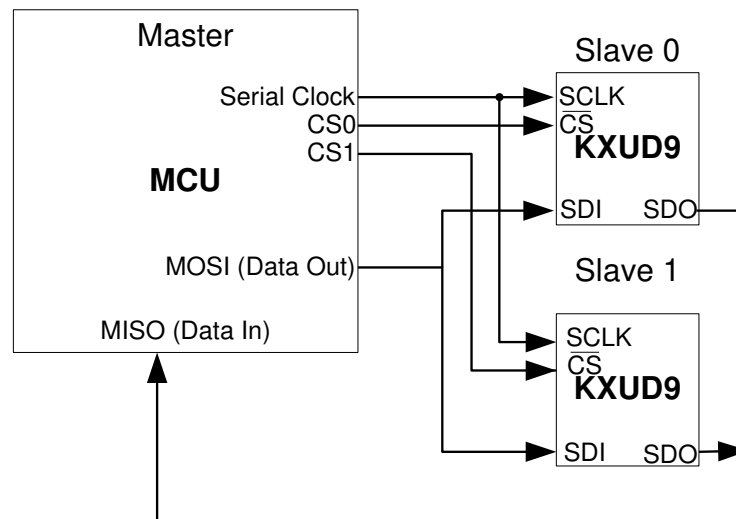 Master
Serial Clock
CS0
CS1
MCU
MOSI (Data Out)
MISO (Data In)
Slave 0
SCLK
CS
KXUD9
SDI SDO
Slave 1
SCLK
CS
KXUD9
SDI SDO